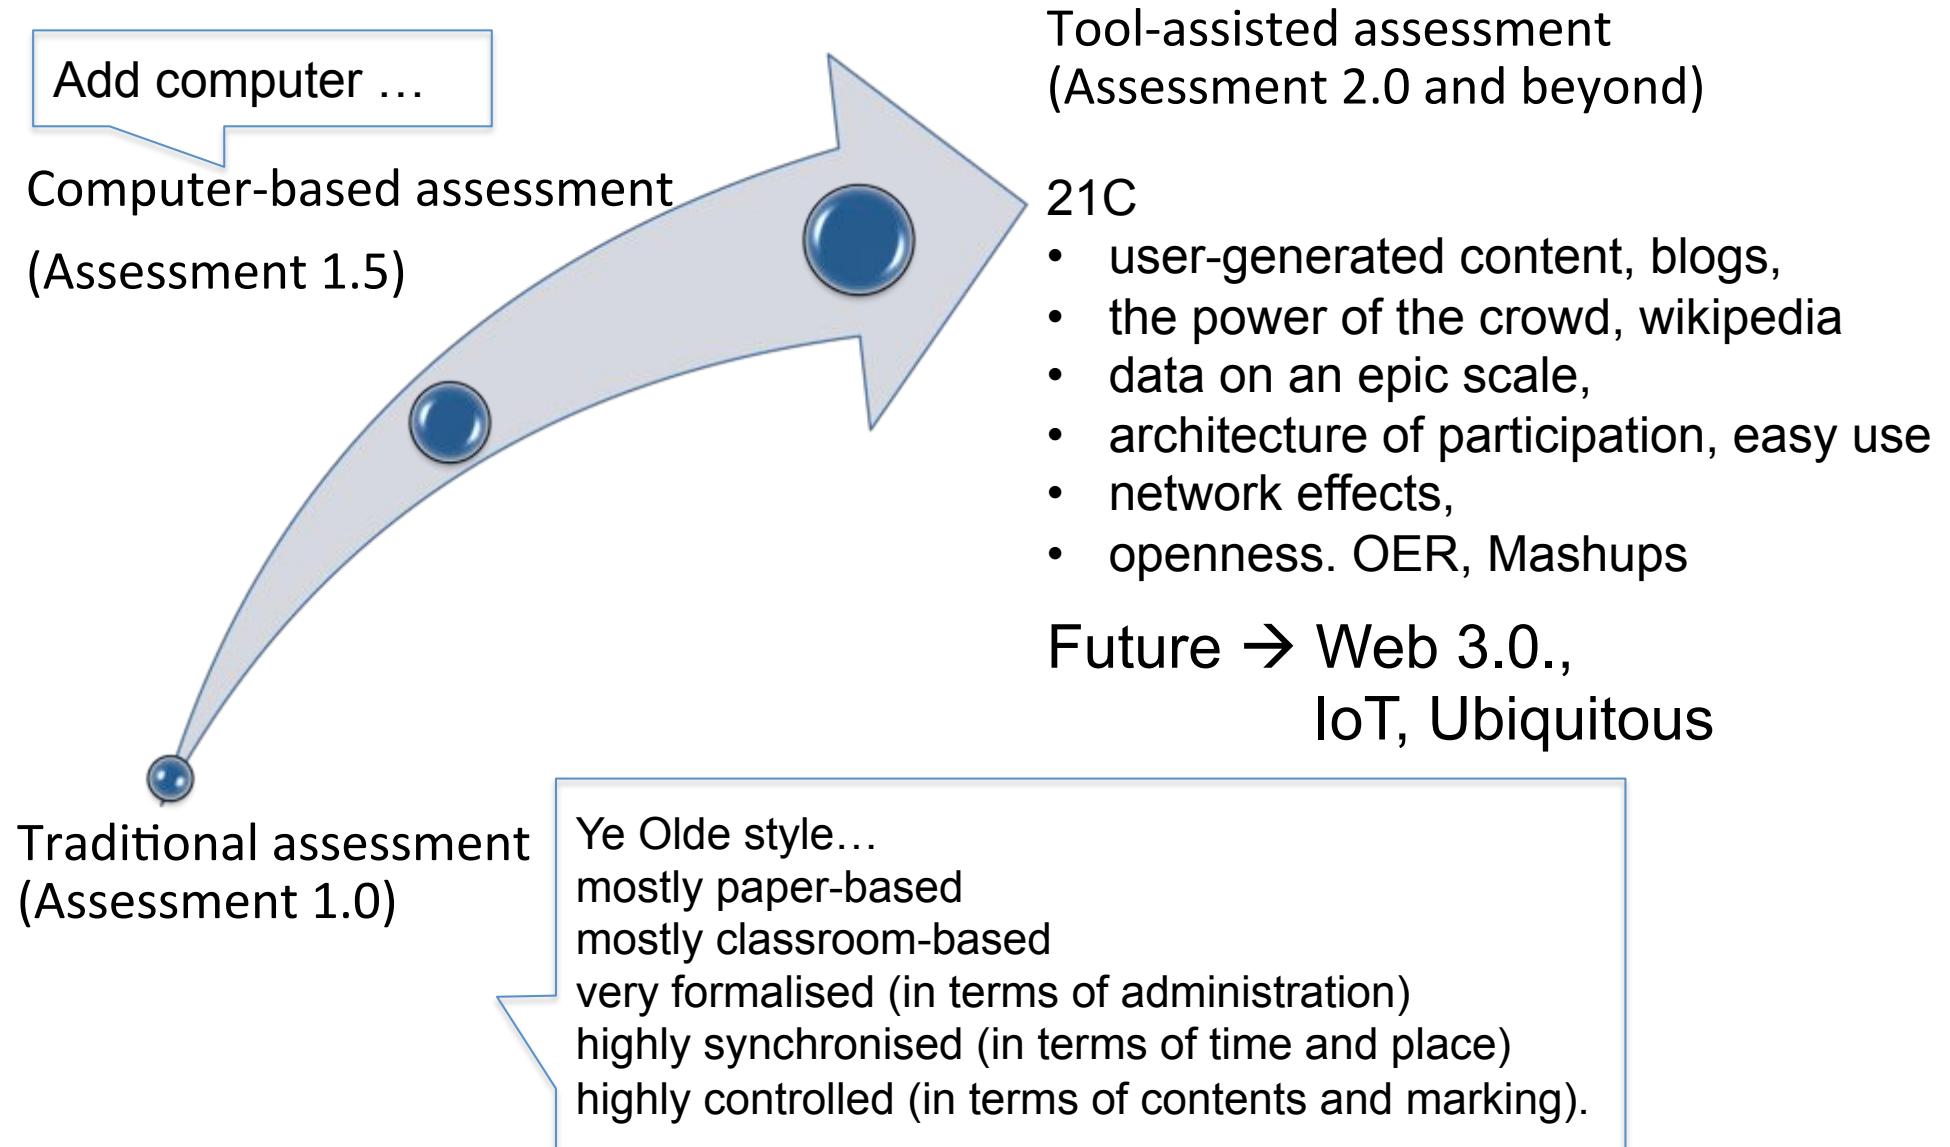 Add computer …
Computer-based assessment
(Assessment 1.5)
Tool-assisted assessment
(Assessment 2.0 and beyond)
21C
• user-generated content, blogs,
• the power of the crowd, wikipedia
• data on an epic scale,
• architecture of participation, easy use
• network effects,
• openness. OER, Mashups
Future → Web 3.0.,
IoT, Ubiquitous
Traditional assessment
(Assessment 1.0)
Ye Olde style…
mostly paper-based
mostly classroom-based
very formalised (in terms of administration)
highly synchronised (in terms of time and place)
highly controlled (in terms of contents and marking).